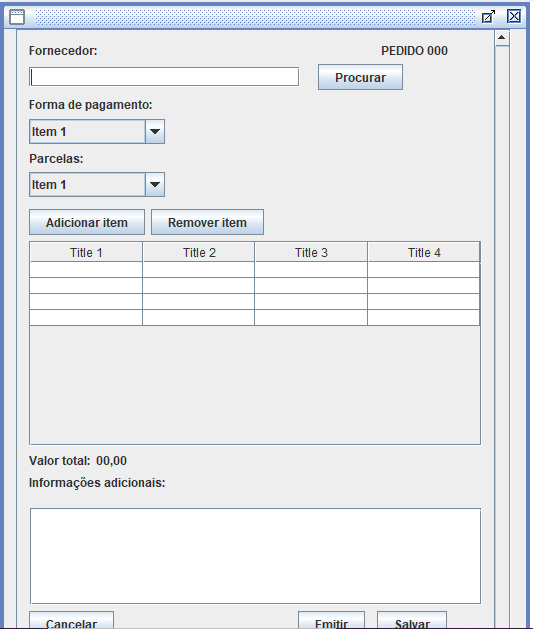 Fornecedor: PEDIDO 000
Procurar
Forma de pagamento:
Item 1
Parcelas:
Item 1
Adicionar item Remover item
Title 1 Title 2 Title 3 Title 4
Valor total: 00,00
Informações adicionais:
Cancelar Emitir Salvar